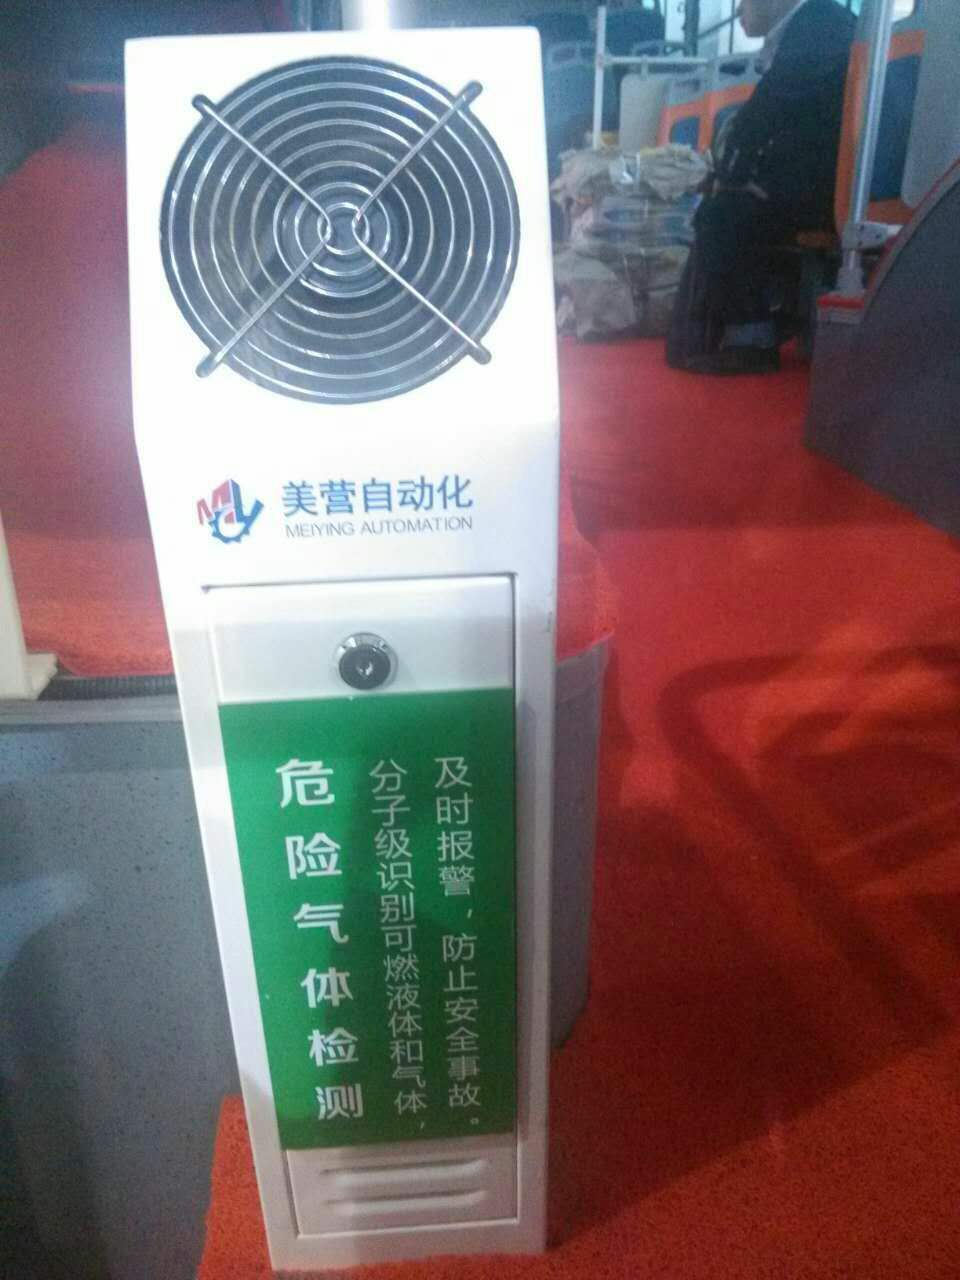 美营自动化
MEIYING AUTOMATION
危险气体检测
分子级识别可燃液体和气体，
及时报警，防止安全事故。